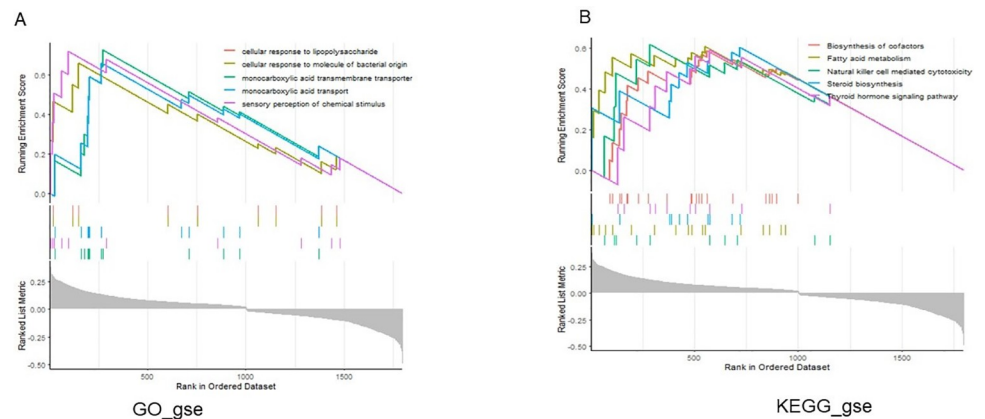 A
cellular response to lipopolysaccharide
cellular response to molecule of bacterial origin
monocarboxylic acid transmembrane transporter
monocarboxylic acid transport
sensory perception of chemical stimulus
Running Enrichment Score
0.6
0.4
0.2
0.0
Ranked List Metric
0.25
0.00
-0.25
-0.50
500
1000
1500
Rank in Ordered Dataset
GO_gse
B
Biosynthesis of cofactors
Fatty acid metabolism
Natural killer cell mediated cytotoxicity
Steroid biosynthesis
Thyroid hormone signaling pathway
Running Enrichment Score
0.6
0.4
0.2
0.0
Ranked List Metric
0.25
0.00
-0.25
-0.50
500
1000
1500
Rank in Ordered Dataset
KEGG_gse